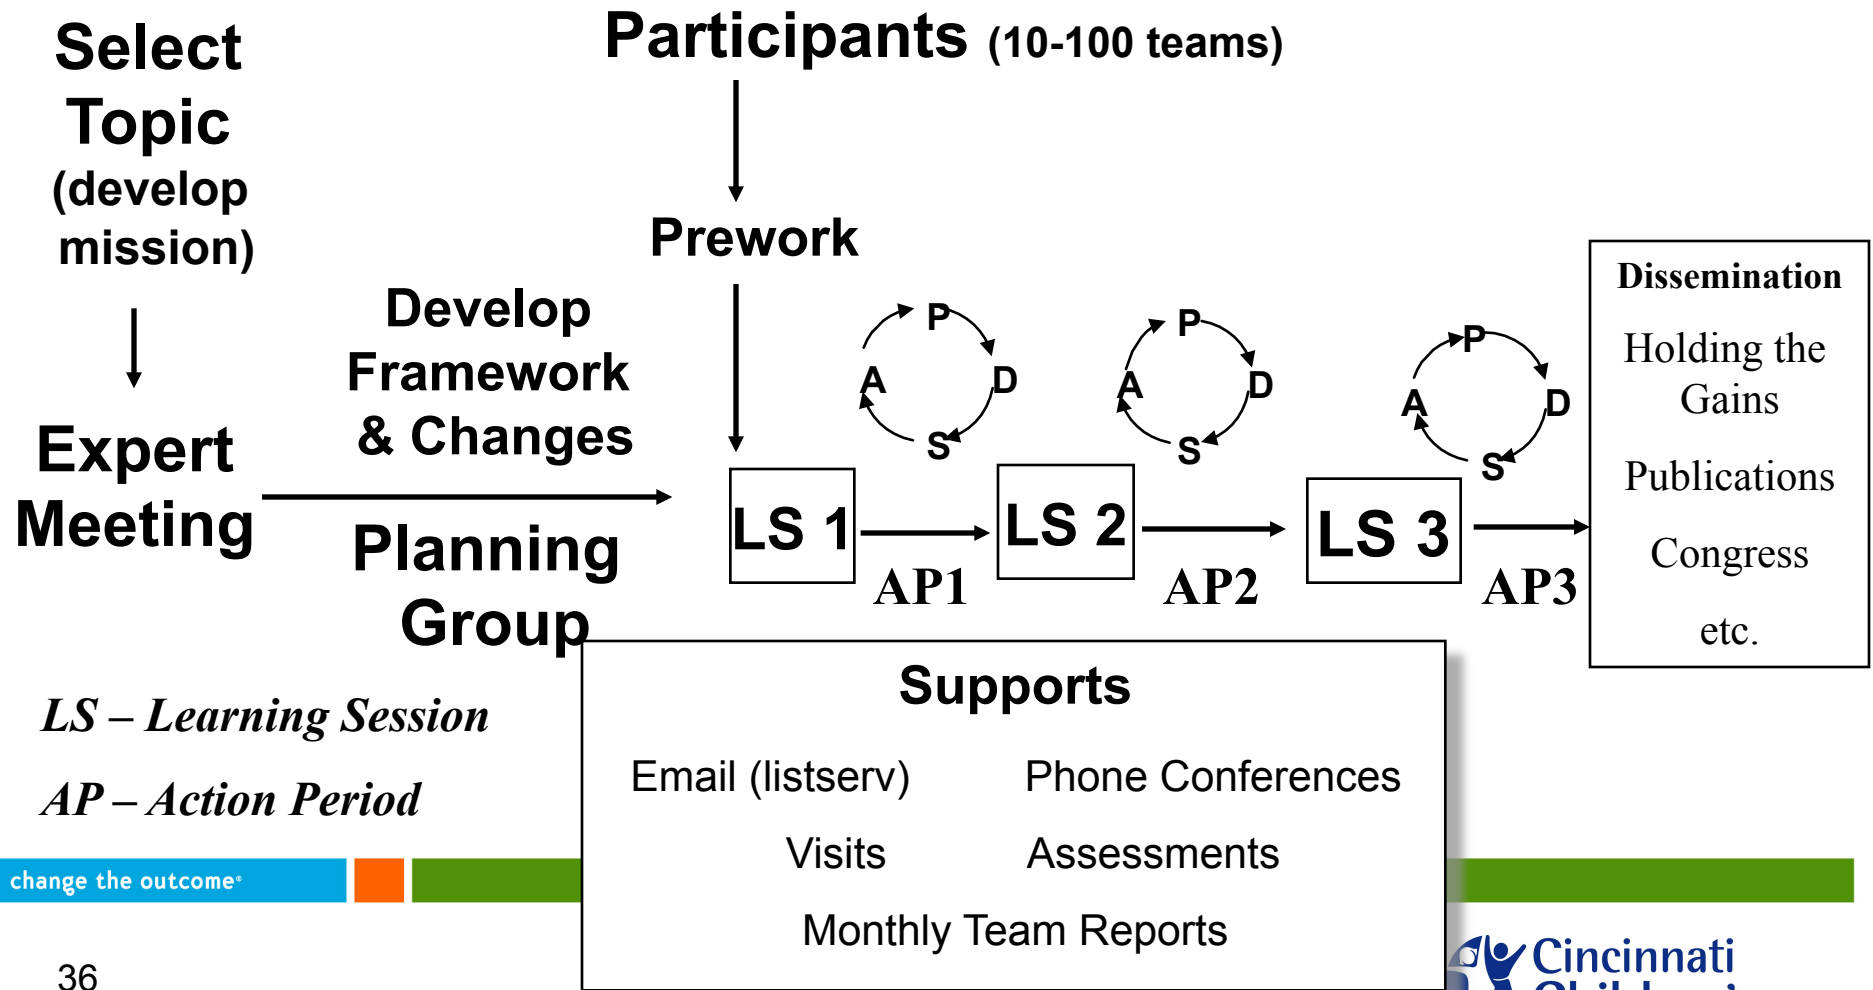 Select
Topic
(develop
mission)
Expert
Meeting
Develop
Framework
& Changes
Planning
Group
Participants (10-100 teams)
Prework
P
A
D
S
P
A
D
S
P
A
D
S
LS 1
LS 2
LS 3
AP1
AP2
AP3
Dissemination
Holding the
Gains
Publications
Congress
etc.
LS – Learning Session
AP – Action Period
Supports
Email (listserv) Phone Conferences
Visits Assessments
Monthly Team Reports
change the outcome®
36
Cincinnati